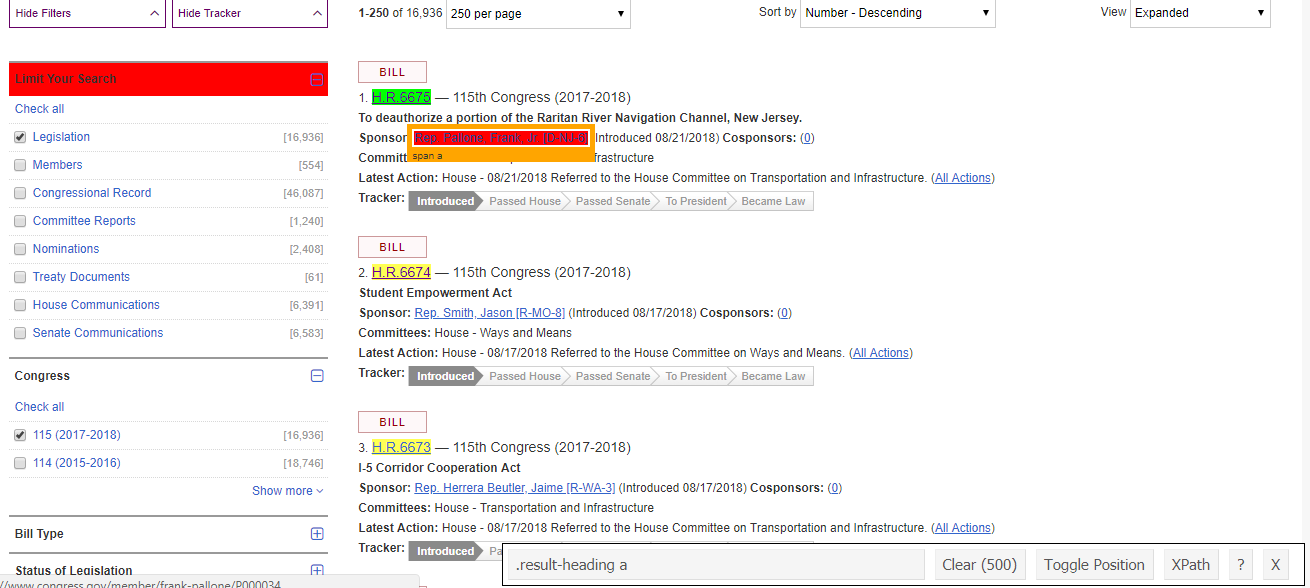 Hide Filters
Hide Tracker
1-250 of 16,936
250 per page
Sort by
Number - Descending
View
Expanded
Limit Your Search
Check all
Legislation [16,936]
Members [554]
Congressional Record [46,087]
Committee Reports [1,240]
Nominations [2,408]
Treaty Documents [61]
House Communications [6,391]
Senate Communications [6,583]
Congress
Check all
115 (2017-2018) [16,936]
114 (2015-2016) [18,746]
Show more
Bill Type
Status of Legislation
//www.congress.gov/member/frank-pallone/P000034
BILL
1. H.R.6675 — 115th Congress (2017-2018)
To deauthorize a portion of the Raritan River Navigation Channel, New Jersey.
Sponsor Rep. Pallone, Frank, Jr. [D-NJ-6] Introduced 08/21/2018) Cosponsors: (0)
Committ span a frastructure
Latest Action: House - 08/21/2018 Referred to the House Committee on Transportation and Infrastructure. (All Actions)
Tracker: Introduced Passed House Passed Senate To President Became Law
BILL
2. H.R.6674 — 115th Congress (2017-2018)
Student Empowerment Act
Sponsor: Rep. Smith, Jason [R-MO-8] (Introduced 08/17/2018) Cosponsors: (0)
Committees: House - Ways and Means
Latest Action: House - 08/17/2018 Referred to the House Committee on Ways and Means. (All Actions)
Tracker: Introduced Passed House Passed Senate To President Became Law
BILL
3. H.R.6673 — 115th Congress (2017-2018)
I-5 Corridor Cooperation Act
Sponsor: Rep. Herrera Beutler, Jaime [R-WA-3] (Introduced 08/17/2018) Cosponsors: (0)
Committees: House - Transportation and Infrastructure
Latest Action: House - 08/17/2018 Referred to the House Committee on Transportation and Infrastructure. (All Actions)
Tracker: Introduced Pa
.result-heading a
Clear (500)
Toggle Position
XPath
?
X